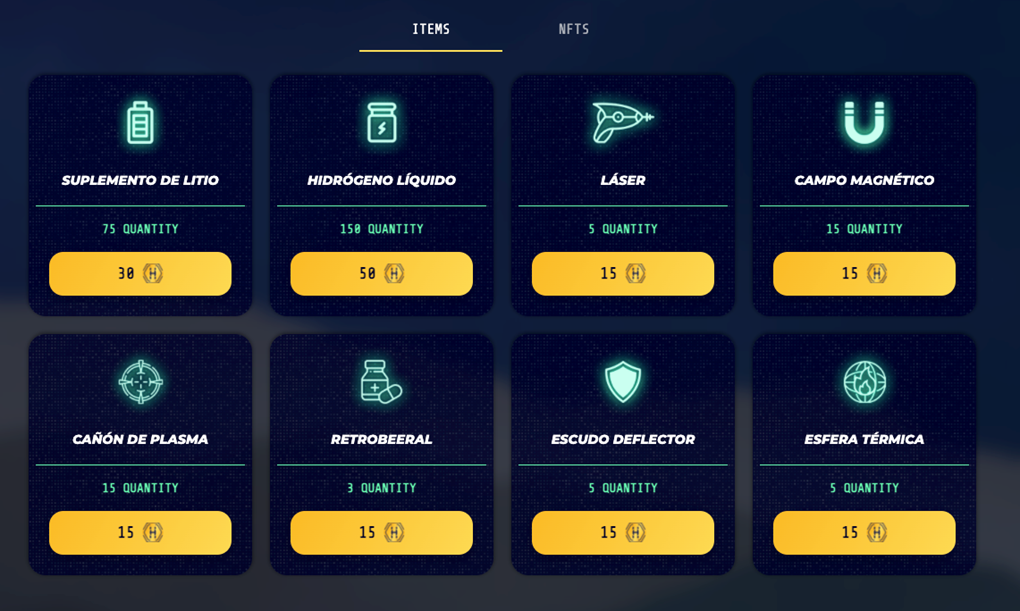 ITEMS NFTS
SUPLEMENTO DE LITIO
75 QUANTITY
30 H
HIDRÓGENO LÍQUIDO
150 QUANTITY
50 H
LÁSER
5 QUANTITY
15 H
CAMPO MAGNÉTICO
15 QUANTITY
15 H
CAÑÓN DE PLASMA
15 QUANTITY
15 H
RETROBEERAL
3 QUANTITY
15 H
ESCUDO DEFLECTOR
5 QUANTITY
15 H
ESFERA TÉRMICA
5 QUANTITY
15 H